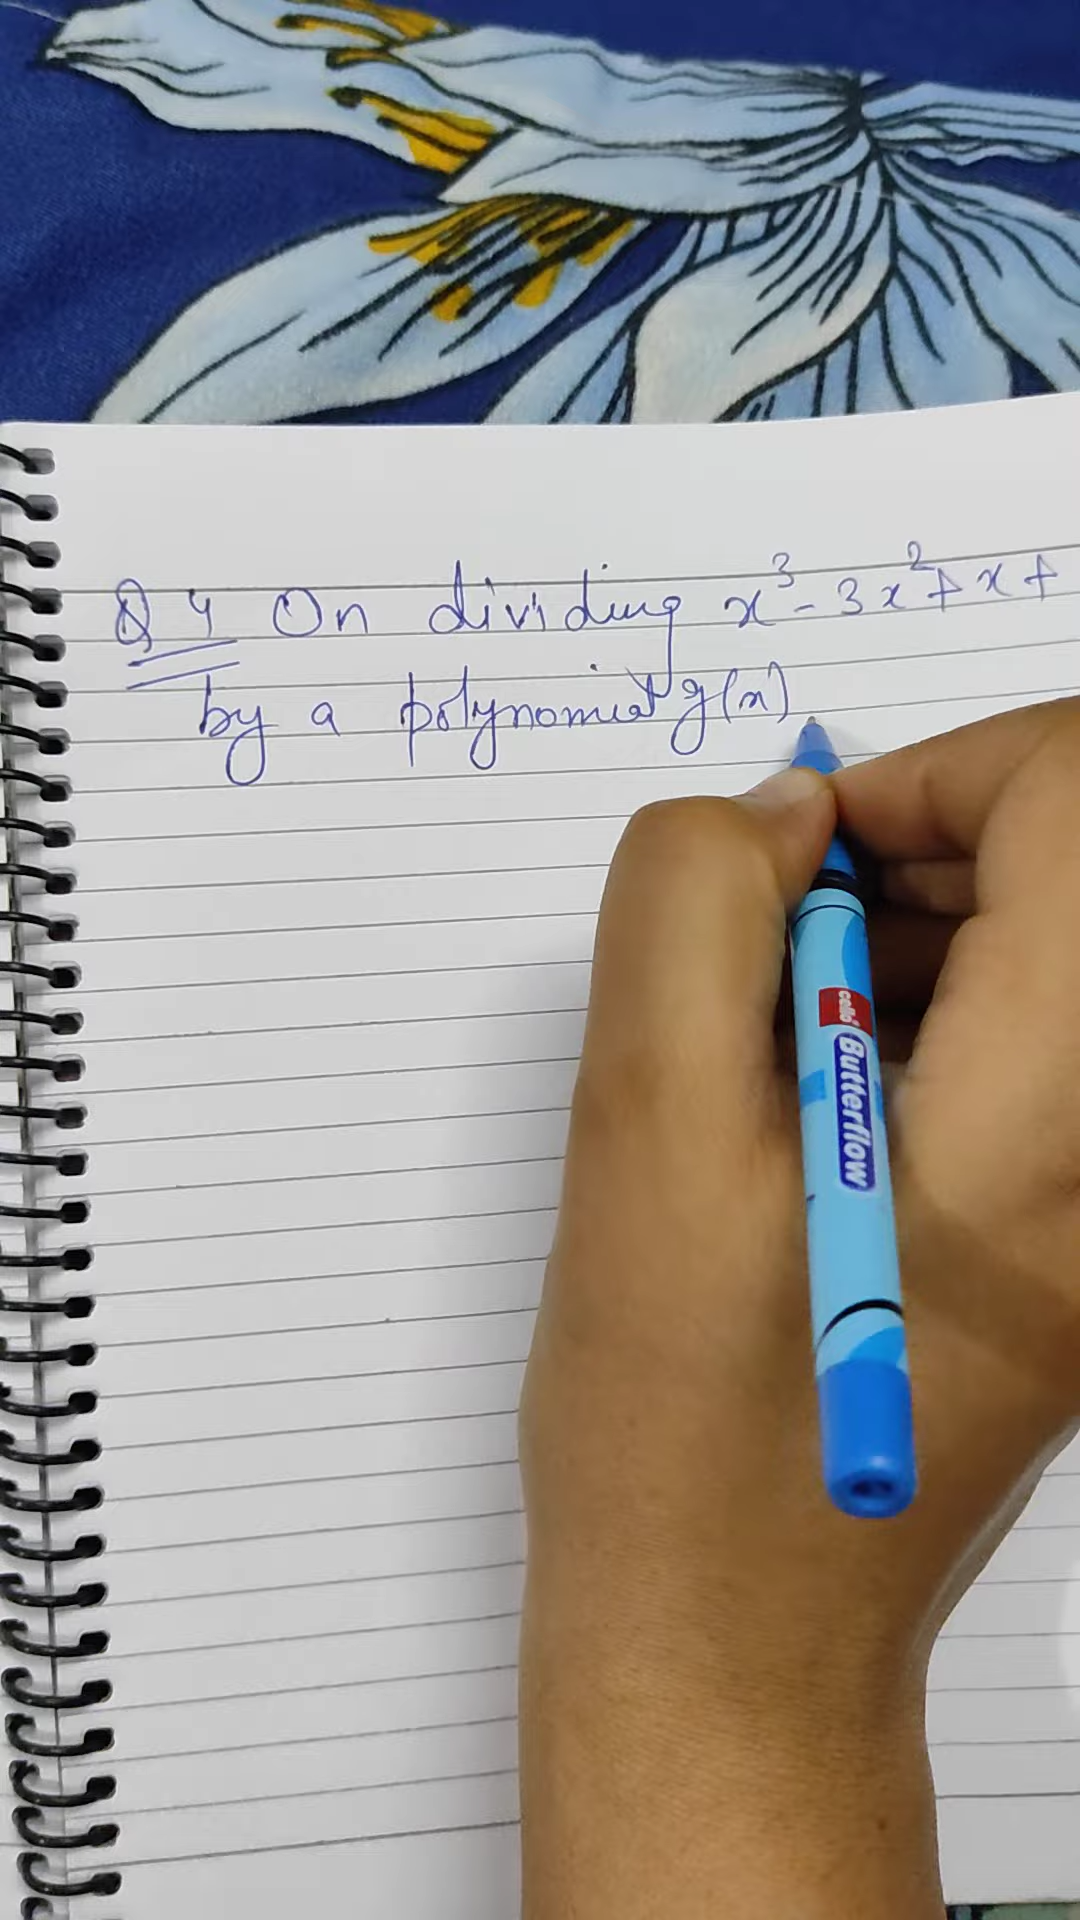 Q 4 On dividing x³ - 3x² + x +
by a polynomial g(x)
cello
Butterflow